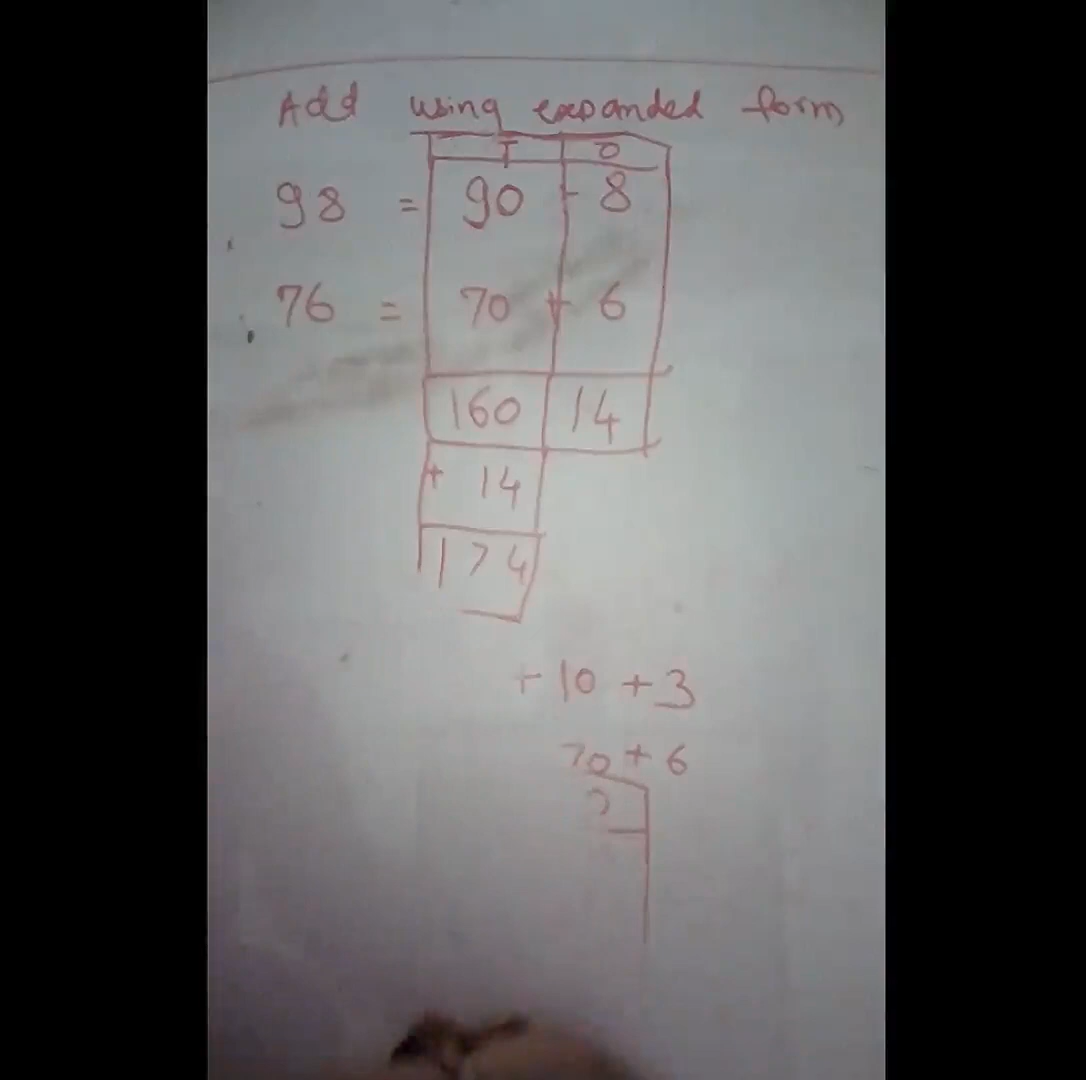 Add using expanded form
T O
98 = 90 + 8
76 = 70 + 6
160 14
+ 14
174
+ 10 + 3
70 + 6